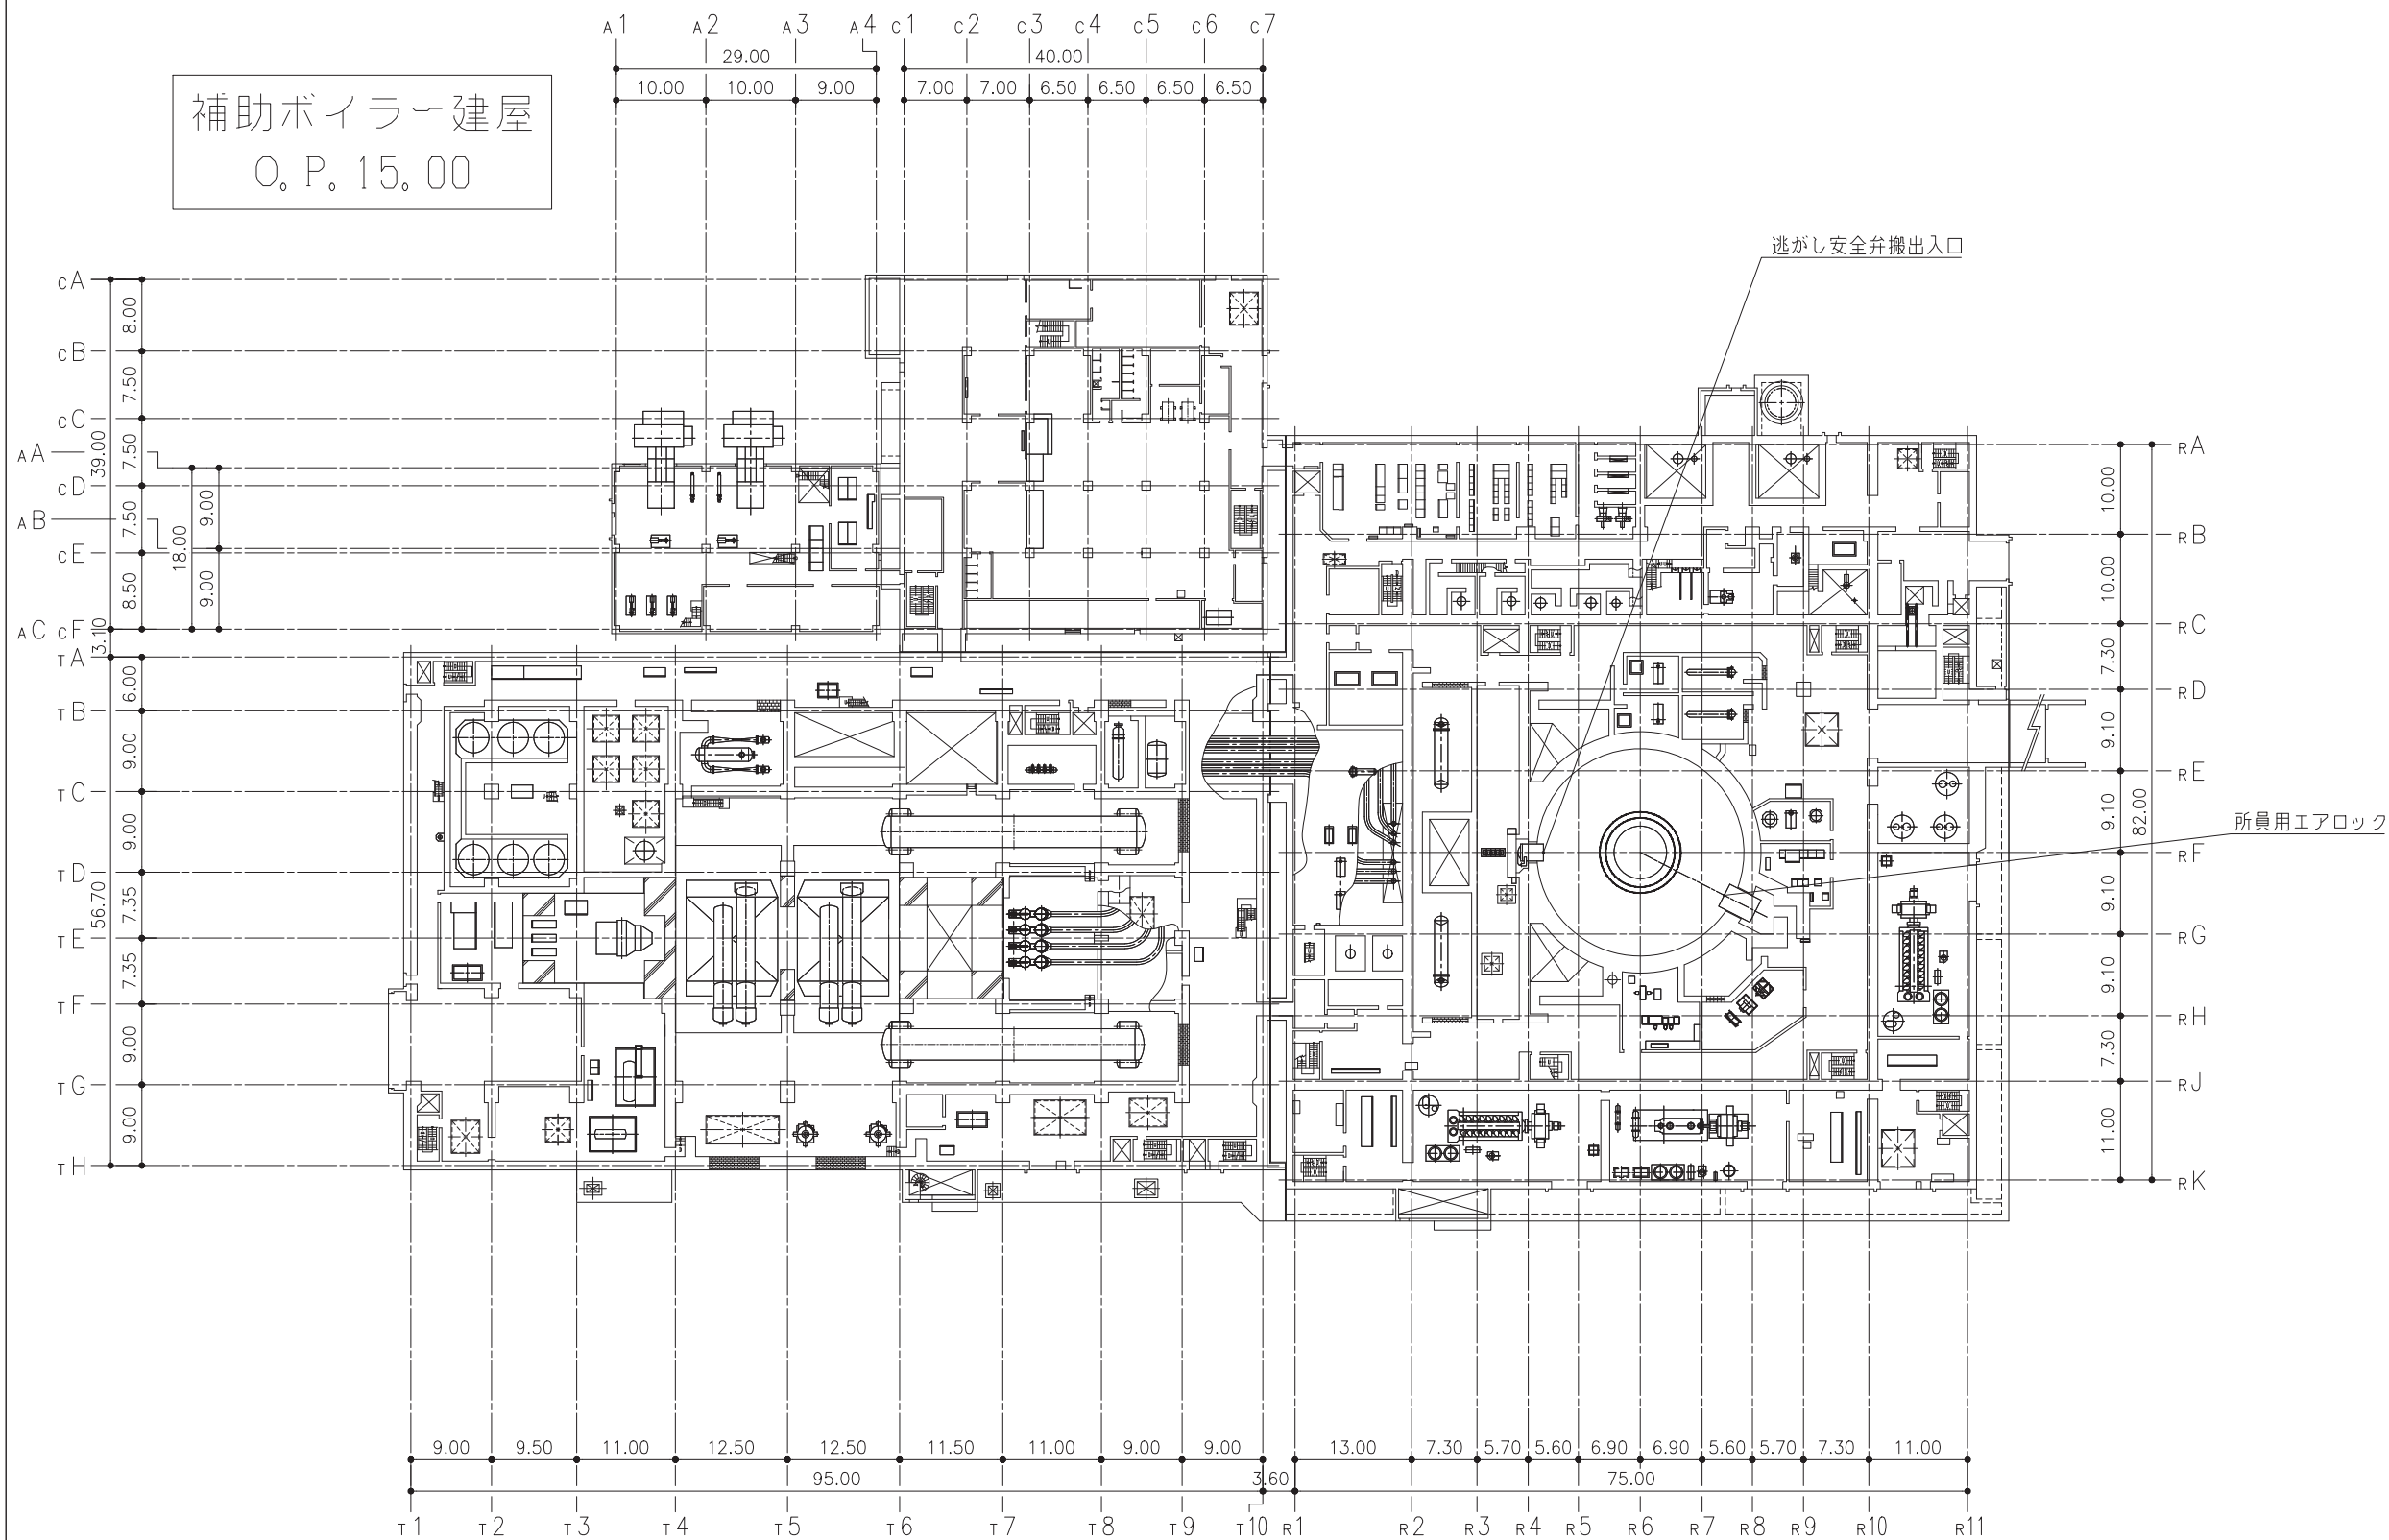 A1 A2 A3 A4 C1 C2 C3 C4 C5 C6 C7
29.00 40.00
10.00 10.00 9.00 7.00 7.00 6.50 6.50 6.50 6.50
補助ボイラー建屋
O.P.15.00
逃がし安全弁搬出入口
所員用エアロック
CA
CB
CC
AA
CD
AB
CE
AC CF
TA
TB
TC
TD
TE
TF
TG
TH
8.00
7.50
7.50
7.50
8.50
39.00
18.00
9.00
9.00
3.10
6.00
9.00
9.00
7.35
7.35
9.00
9.00
56.70
RA
RB
RC
RD
RE
RF
RG
RH
RJ
RK
10.00
10.00
7.30
9.10
9.10
9.10
9.10
7.30
11.00
82.00
9.00 9.50 11.00 12.50 12.50 11.50 11.00 9.00 9.00 13.00 7.30 5.70 5.60 6.90 6.90 5.60 5.70 7.30 11.00
95.00 3.60 75.00
T1 T2 T3 T4 T5 T6 T7 T8 T9 T10 R1 R2 R3 R4 R5 R6 R7 R8 R9 R10 R11